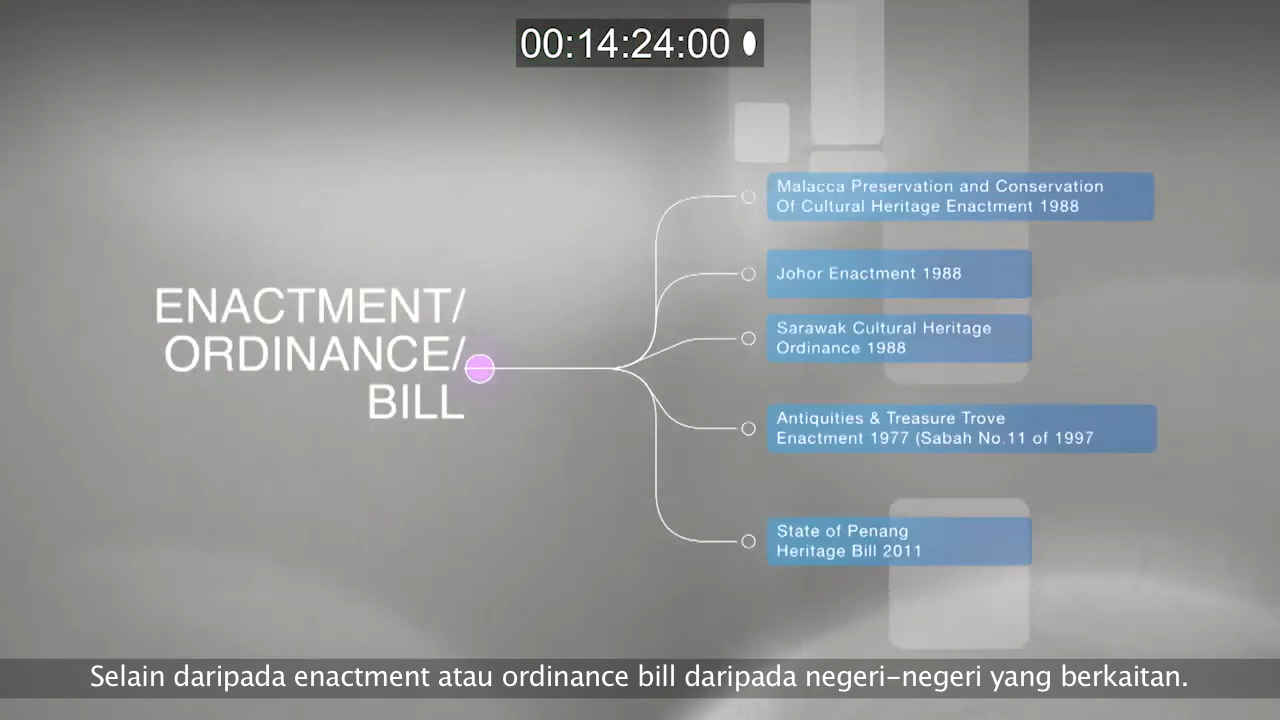 00:14:24:00
Malacca Preservation and Conservation
Of Cultural Heritage Enactment 1988
Johor Enactment 1988
ENACTMENT/
ORDINANCE/
BILL
Sarawak Cultural Heritage
Ordinance 1988
Antiquities & Treasure Trove
Enactment 1977 (Sabah No.11 of 1997
State of Penang
Heritage Bill 2011
Selain daripada enactment atau ordinance bill daripada negeri-negeri yang berkaitan.